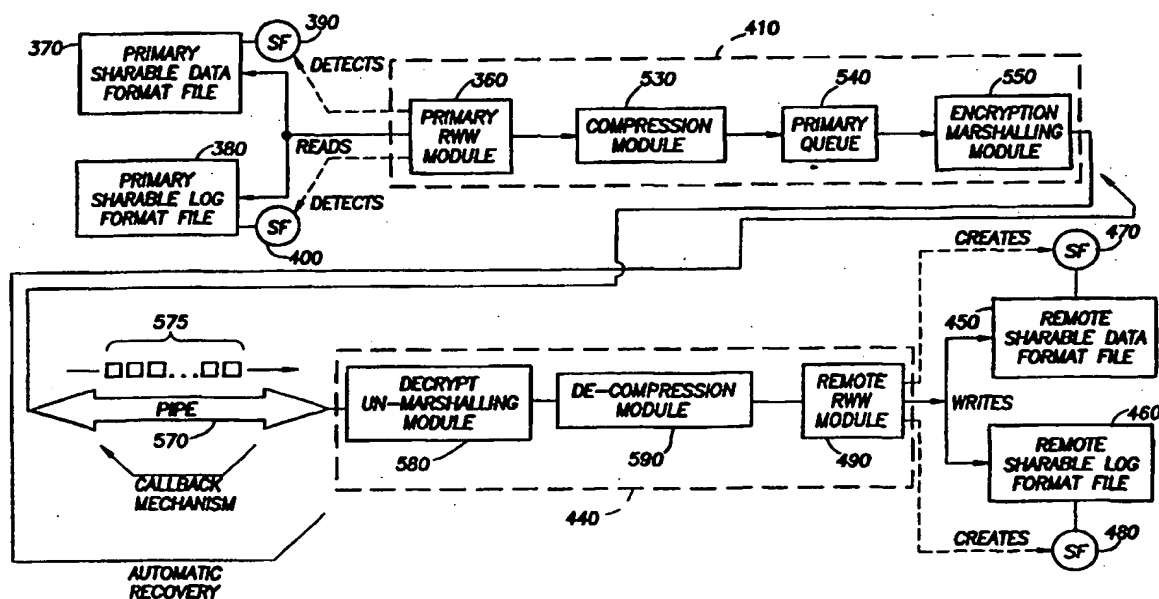 370
PRIMARY
SHARABLE DATA
FORMAT FILE
SF
390
DETECTS
380
PRIMARY
SHARABLE LOG
FORMAT FILE
READS
DETECTS
SF
400
410
360
PRIMARY
RWW
MODULE
530
COMPRESSION
MODULE
540
PRIMARY
QUEUE
550
ENCRYPTION
MARSHALLING
MODULE
575
PIPE
570
CALLBACK
MECHANISM
AUTOMATIC
RECOVERY
DECRYPT
UN-MARSHALLING
MODULE
580
DE-COMPRESSION
MODULE
590
REMOTE
RWW
MODULE
490
440
CREATES
SF
470
450
REMOTE
SHARABLE DATA
FORMAT FILE
WRITES
460
REMOTE
SHARABLE LOG
FORMAT FILE
CREATES
SF
480